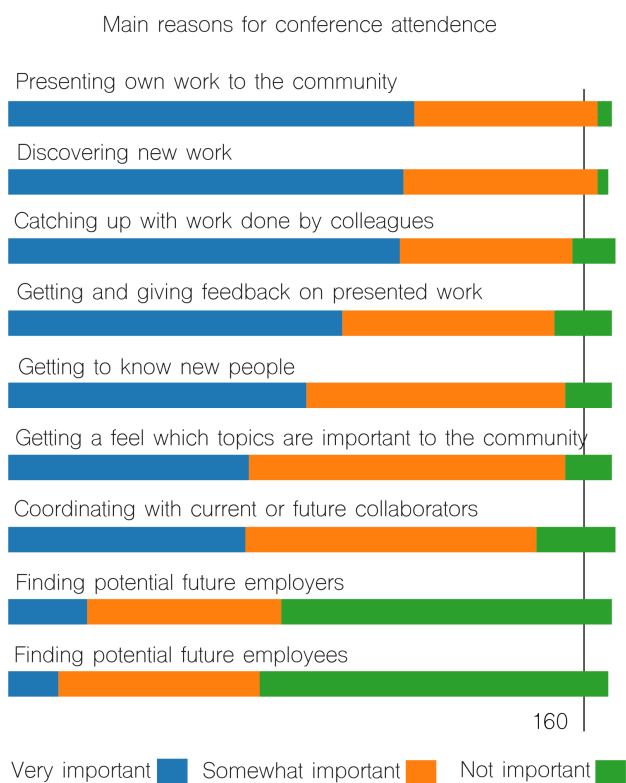 Main reasons for conference attendence
Presenting own work to the community
Discovering new work
Catching up with work done by colleagues
Getting and giving feedback on presented work
Getting to know new people
Getting a feel which topics are important to the community
Coordinating with current or future collaborators
Finding potential future employers
Finding potential future employees
160
Very important Somewhat important Not important